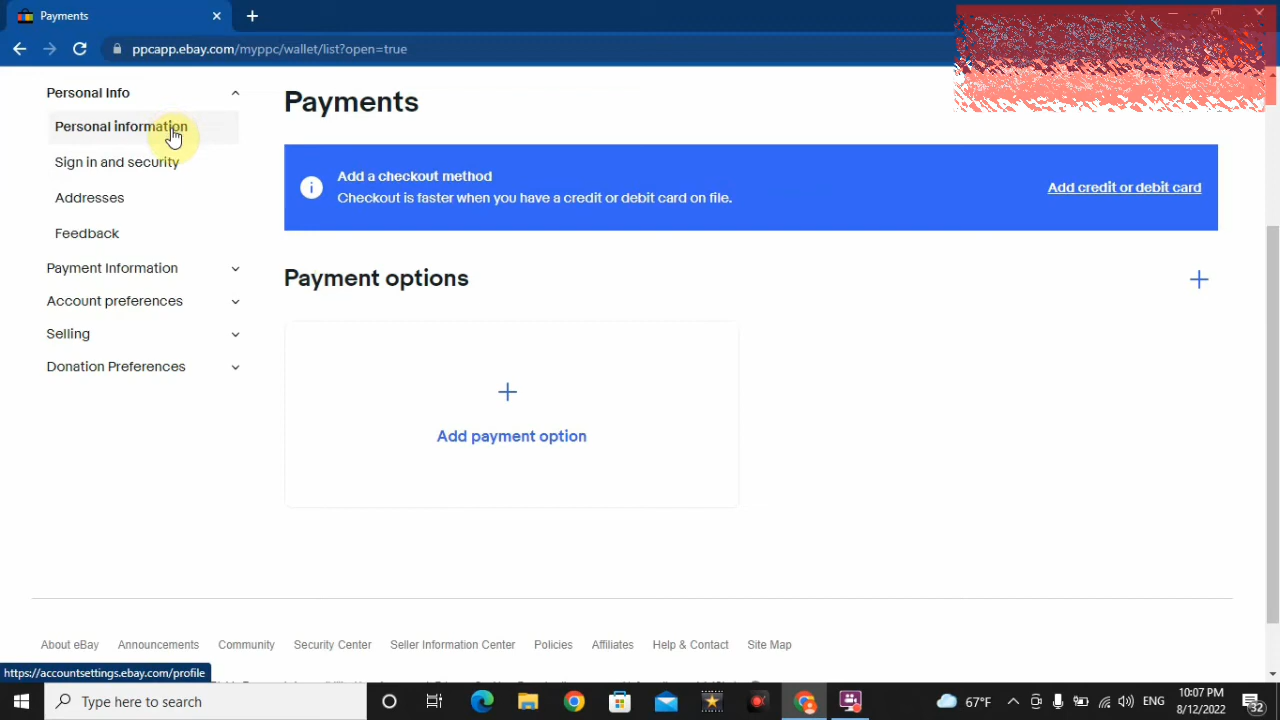 Payments
ppcapp.ebay.com/myppc/wallet/list?open=true
Personal Info
Personal information
Sign in and security
Addresses
Feedback
Payment Information
Account preferences
Selling
Donation Preferences
Payments
Add a checkout method
Checkout is faster when you have a credit or debit card on file.
Add credit or debit card
Payment options
Add payment option
About eBay Announcements Community Security Center Seller Information Center Policies Affiliates Help & Contact Site Map
https://accountsettings.ebay.com/profile
Type here to search
67°F
ENG
10:07 PM
8/12/2022
32